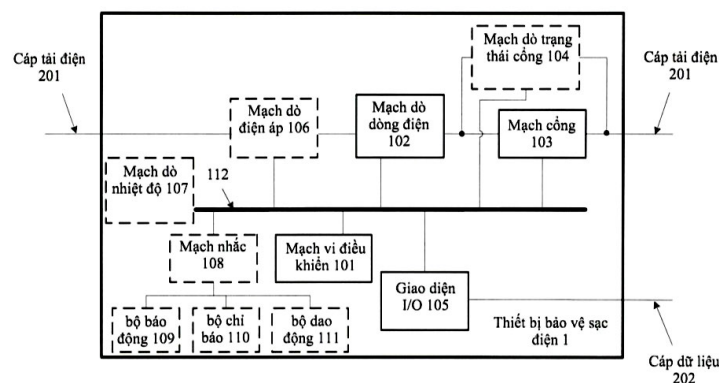 Cáp tải điện
201
Mạch dò trạng
thái cổng 104
Cáp tải điện
201
Mạch dò
điện áp 106
Mạch dò
dòng điện
102
Mạch cổng
103
Mạch dò
nhiệt độ 107
112
Mạch nhắc
108
Mạch vi điều
khiển 101
Giao diện
I/O 105
bộ báo
động 109
bộ chỉ
báo 110
bộ dao
động 111
Thiết bị bảo vệ sạc
điện 1
Cáp dữ liệu
202